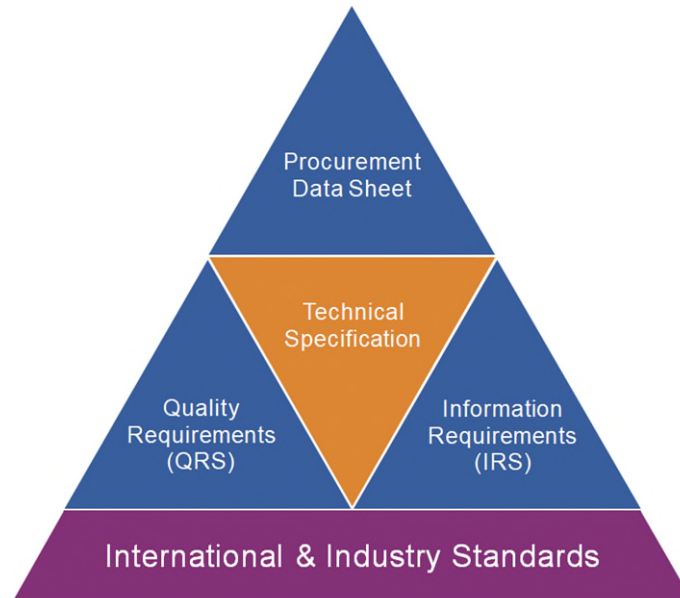 Procurement
Data Sheet
Technical
Specification
Quality
Requirements
(QRS)
Information
Requirements
(IRS)
International & Industry Standards